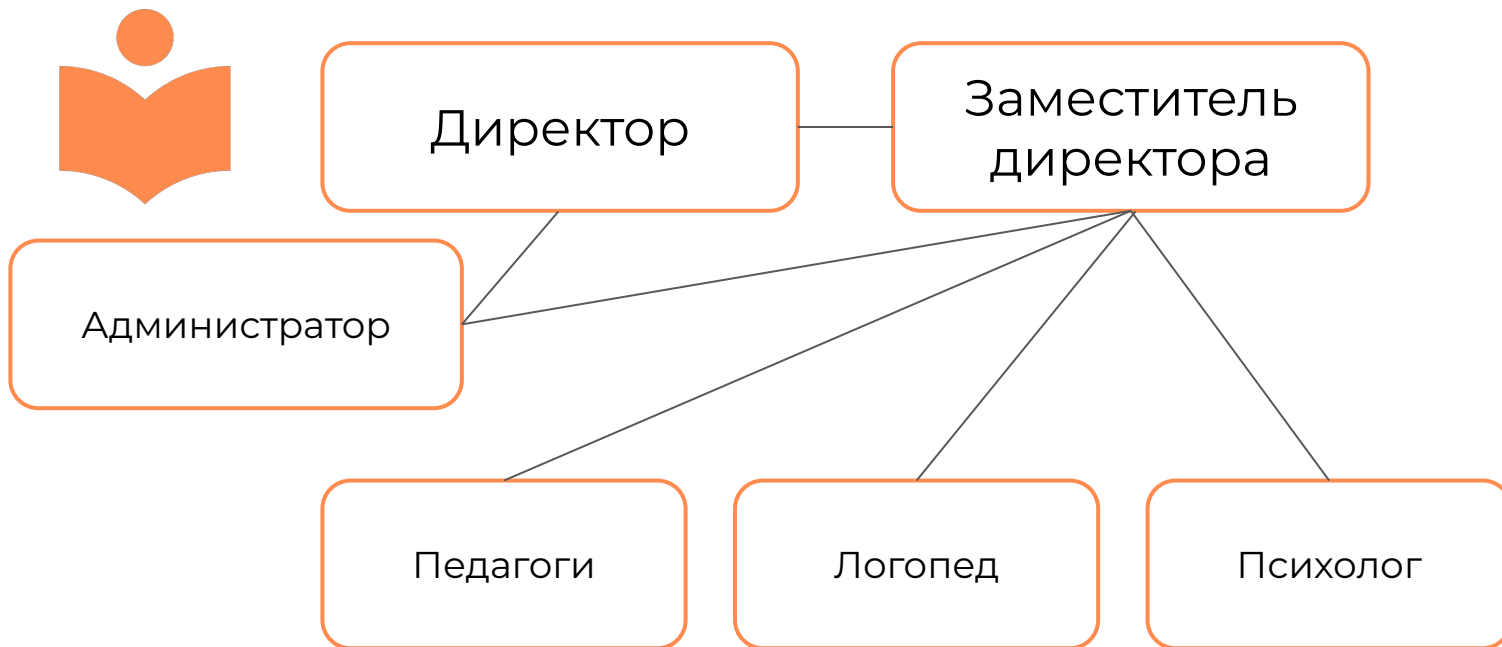 Директор
Заместитель
директора
Администратор
Педагоги
Логопед
Психолог